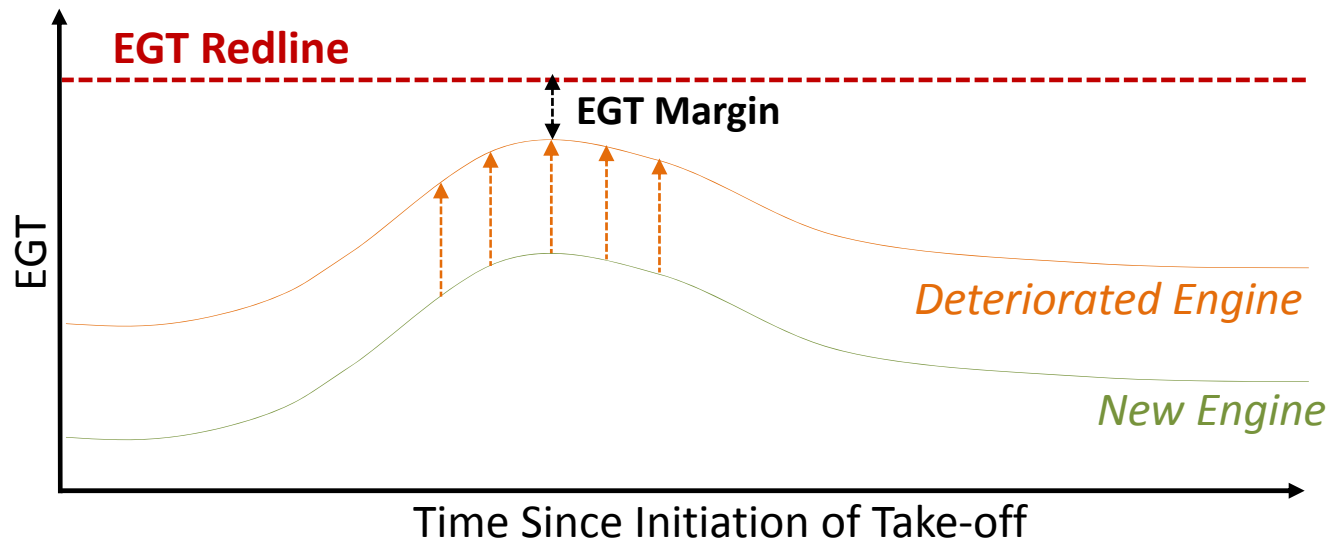 EGT Redline
EGT Margin
EGT
Deteriorated Engine
New Engine
Time Since Initiation of Take-off